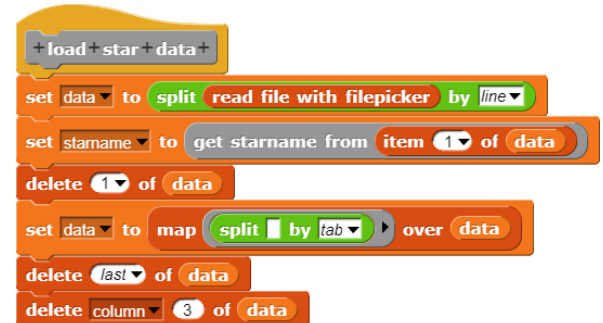 +load+star+data+
set data to split read file with filepicker by line
set starname to get starname from item 1 of data
delete 1 of data
set data to map split by tab over data
delete last of data
delete column 3 of data